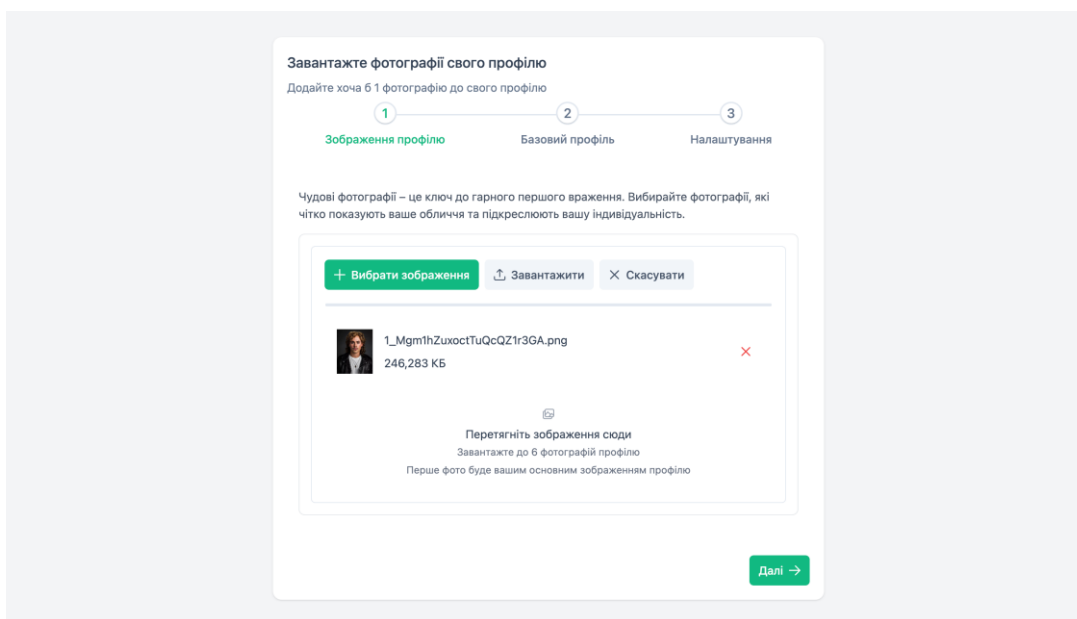 Завантажте фотографії свого профілю
Додайте хоча б 1 фотографію до свого профілю
1
2
3
Зображення профілю
Базовий профіль
Налаштування
Чудові фотографії – це ключ до гарного першого враження. Вибирайте фотографії, які
чітко показують ваше обличчя та підкреслюють вашу індивідуальність.
Вибрати зображення
Завантажити
Скасувати
1_Mgm1hZuxoctTuQcQZ1r3GA.png
246,283 КБ
Перетягніть зображення сюди
Завантажте до 6 фотографій профілю
Перше фото буде вашим основним зображенням профілю
Далі →